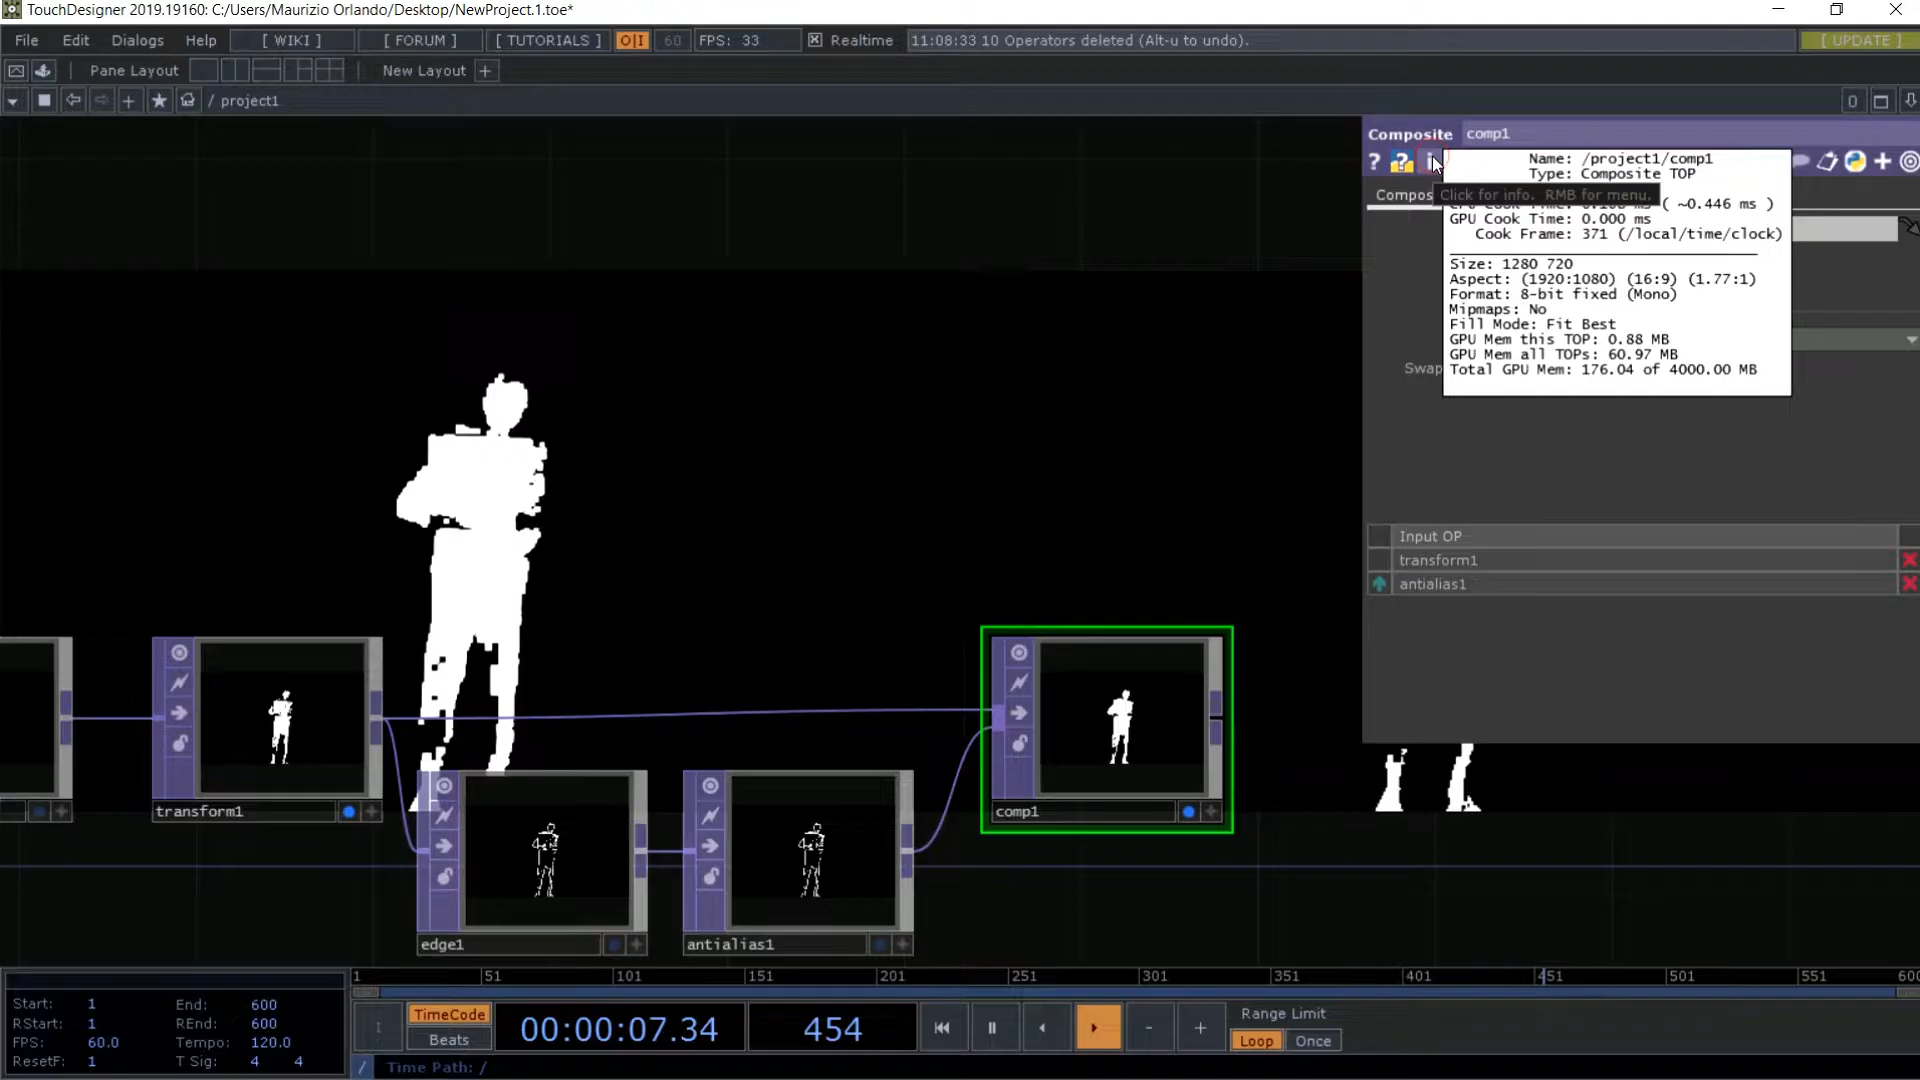 TouchDesigner 2019.19160: C:/Users/Maurizio Orlando/Desktop/NewProject.1.toe*
File Edit Dialogs Help [ WIKI ] [ FORUM ] [ TUTORIALS ] O|I 60 FPS: 33 Realtime 11:08:33 10 Operators deleted (Alt-u to undo). [ UPDATE ]
Pane Layout New Layout +
/ project1 0
Composite comp1
Name: /project1/comp1
Type: Composite TOP
Compos Click for info. RMB for menu.
( ~0.446 ms )
GPU Cook Time: 0.000 ms
Cook Frame: 371 (/local/time/clock)
Size: 1280 720
Aspect: (1920:1080) (16:9) (1.77:1)
Format: 8-bit fixed (Mono)
Mipmaps: No
Fill Mode: Fit Best
GPU Mem this TOP: 0.88 MB
GPU Mem all TOPs: 60.97 MB
Swap Total GPU Mem: 176.04 of 4000.00 MB
Input OP
transform1
antialias1
transform1
comp1
edge1
antialias1
1 51 101 151 201 251 301 351 401 451 501 551 600
Start: 1 End: 600
RStart: 1 REnd: 600
FPS: 60.0 Tempo: 120.0
ResetF: 1 T Sig: 4 4
TimeCode
Beats
00:00:07.34
454
- +
Range Limit
Loop Once
/ Time Path: /